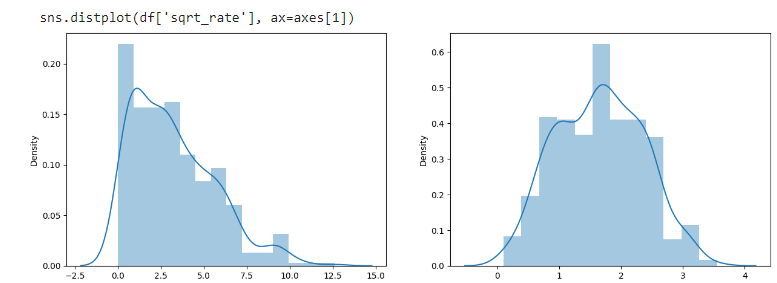 sns.distplot(df['sqrt_rate'], ax=axes[1])
Density
0.20
0.15
0.10
0.05
0.00
−2.5 0.0 2.5 5.0 7.5 10.0 12.5 15.0
Density
0.6
0.5
0.4
0.3
0.2
0.1
0.0
0 1 2 3 4